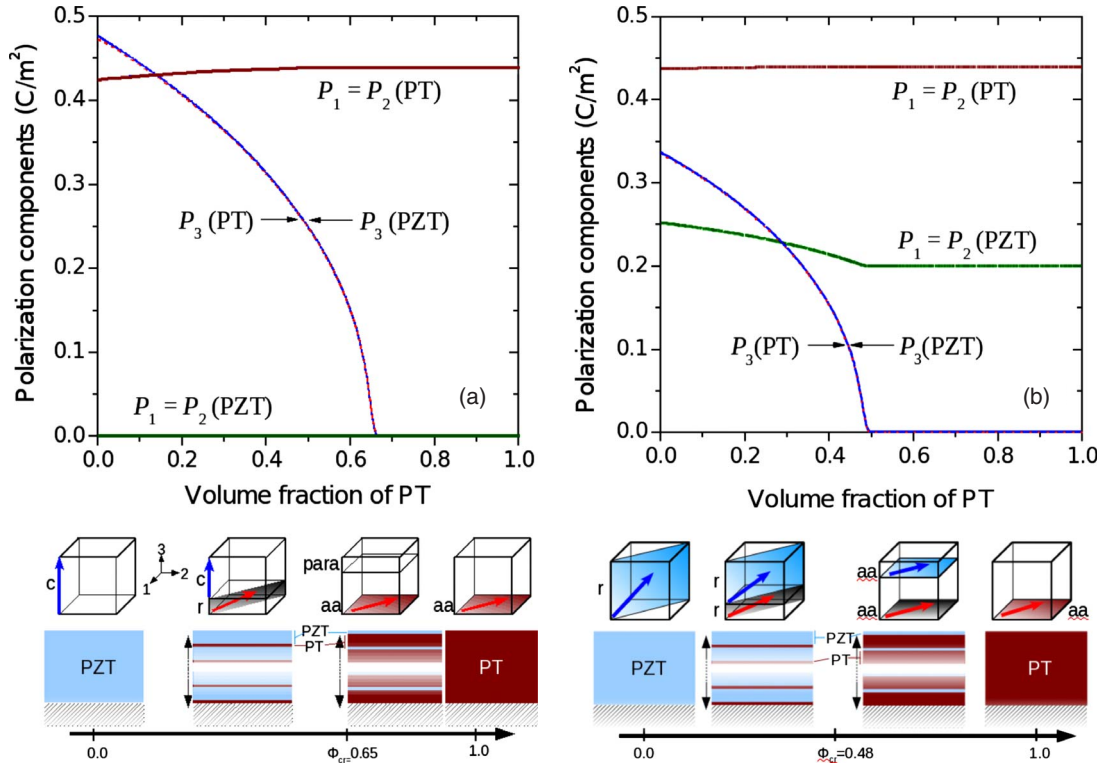 0.5
0.4
0.3
0.2
0.1
0.0
Polarization components (C/m²)
P₁ = P₂ (PT)
P₃ (PT)
P₃ (PZT)
P₁ = P₂ (PZT)
(a)
0.0 0.2 0.4 0.6 0.8 1.0
Volume fraction of PT
0.5
0.4
0.3
0.2
0.1
0.0
Polarization components (C/m²)
P₁ = P₂ (PT)
P₁ = P₂ (PZT)
P₃(PT)
P₃(PZT)
(b)
0.0 0.2 0.4 0.6 0.8 1.0
Volume fraction of PT
c
3
1
2
c
r
para
aa
aa
PZT
PZT
PT
PT
0.0
Φcr=0.65
1.0
r
r
r
aa
aa
aa
PZT
PZT
PT
PT
0.0
Φcr=0.48
1.0